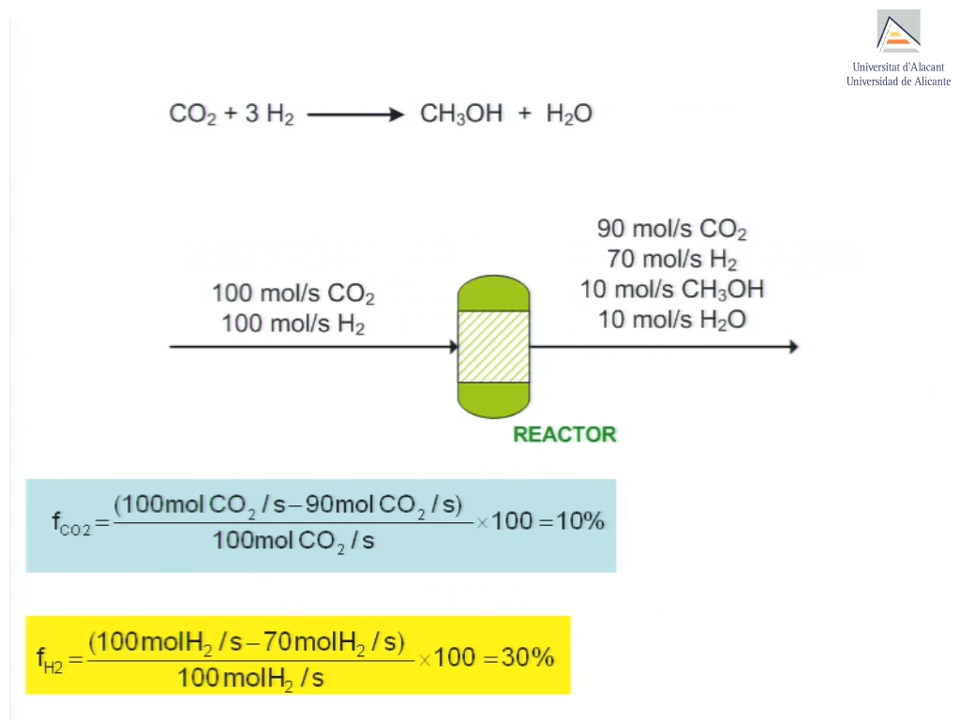 Universitat d'Alacant
Universidad de Alicante
CO₂ + 3 H₂ ⟶ CH₃OH + H₂O
90 mol/s CO₂
70 mol/s H₂
10 mol/s CH₃OH
10 mol/s H₂O
100 mol/s CO₂
100 mol/s H₂
REACTOR
f_CO2 = (100mol CO₂ / s – 90mol CO₂ / s) / 100mol CO₂ / s × 100 = 10%
f_H2 = (100molH₂ / s – 70molH₂ / s) / 100molH₂ / s × 100 = 30%